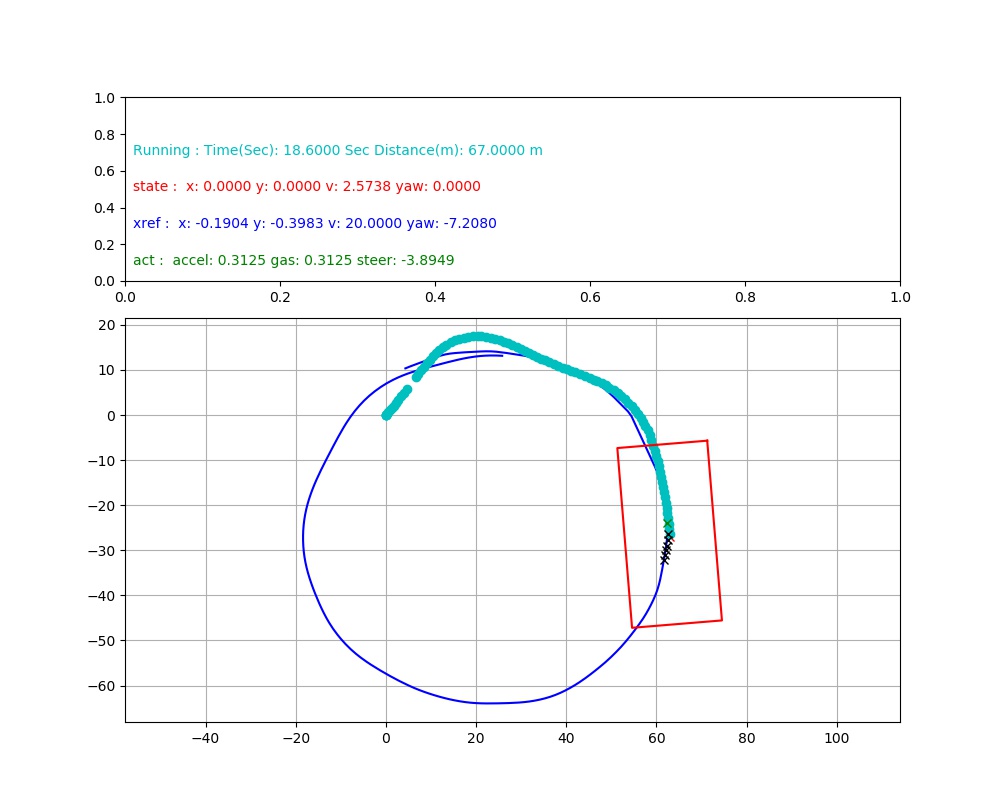 1.0
0.8
Running : Time(Sec): 18.6000 Sec Distance(m): 67.0000 m
0.6
state :  x: 0.0000 y: 0.0000 v: 2.5738 yaw: 0.0000
0.4
xref :  x: -0.1904 y: -0.3983 v: 20.0000 yaw: -7.2080
0.2
act :  accel: 0.3125 gas: 0.3125 steer: -3.8949
0.0
0.0 0.2 0.4 0.6 0.8 1.0
20
10
0
−10
−20
−30
−40
−50
−60
−40 −20 0 20 40 60 80 100